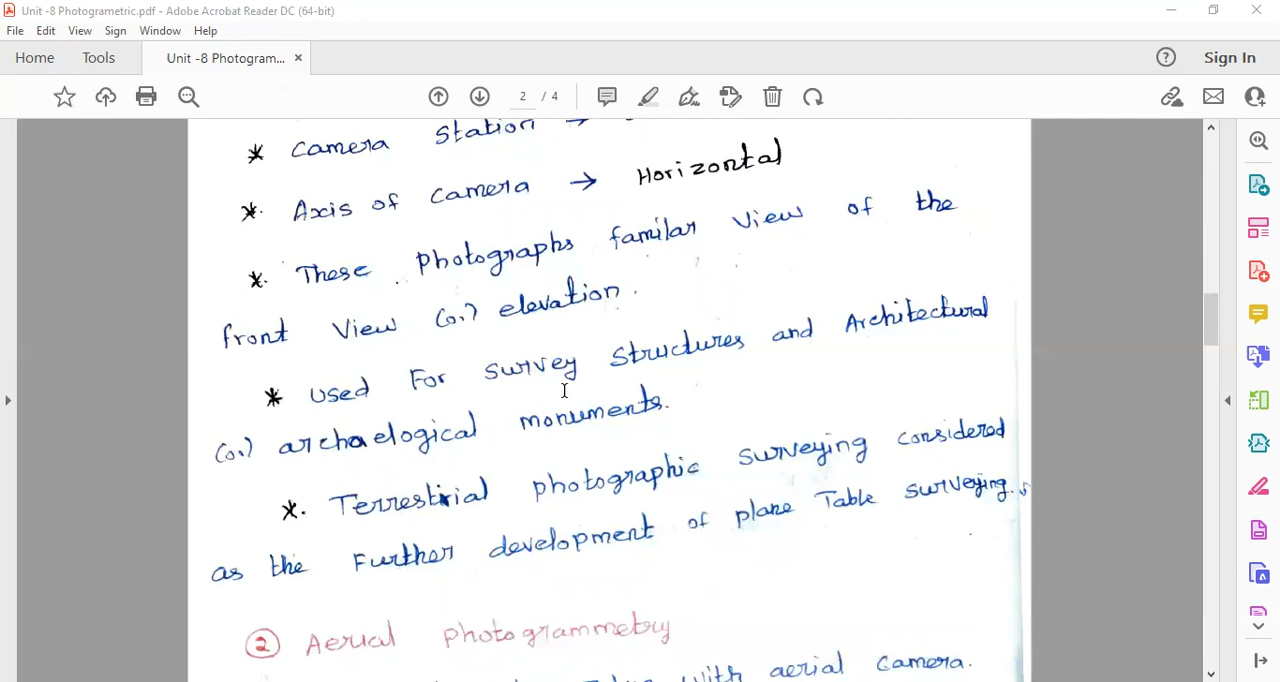 Unit -8 Photogrametric.pdf - Adobe Acrobat Reader DC (64-bit)
File Edit View Sign Window Help
Home Tools Unit -8 Photogram... × Sign In
2 / 4
* Camera Station →
* Axis of Camera → Horizontal
* These photographs familar view of the
front view (or) elevation.
* Used For Survey Structures and Architectural
(or) archaelogical monuments.
* Terrestrial photographic surveying considered
as the Further development of plane Table surveying.
② Aerial photogrammetry
with aerial camera.